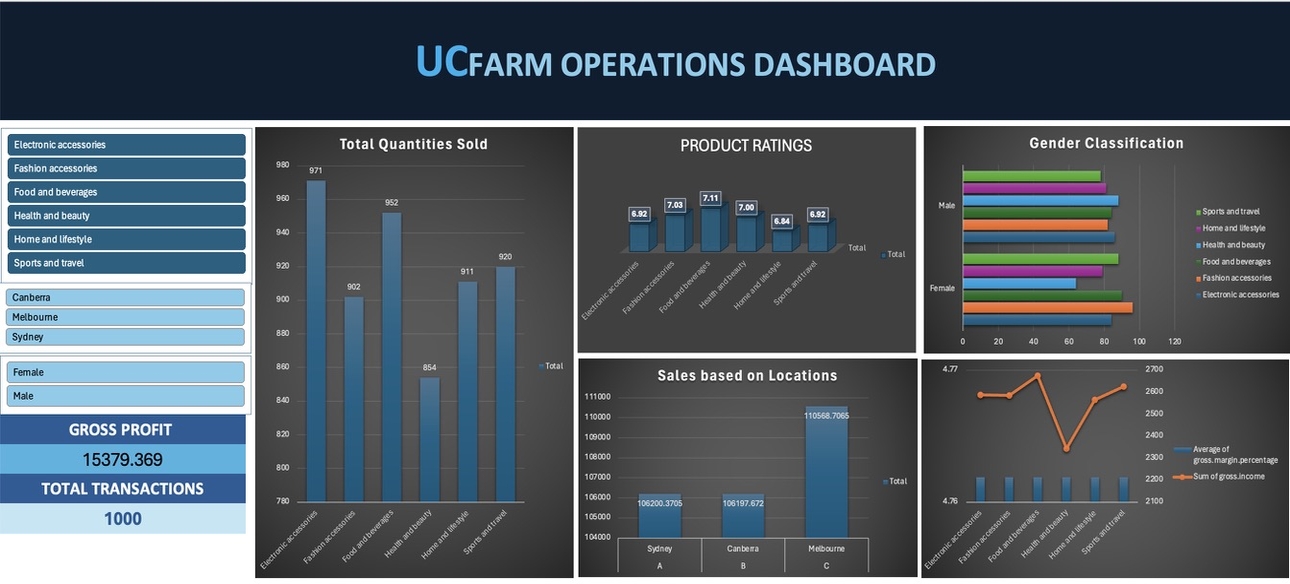 UCFARM OPERATIONS DASHBOARD
Electronic accessories
Fashion accessories
Food and beverages
Health and beauty
Home and lifestyle
Sports and travel
Canberra
Melbourne
Sydney
Female
Male
GROSS PROFIT
15379.369
TOTAL TRANSACTIONS
1000
Total Quantities Sold
980
960
940
920
900
880
860
840
820
800
780
971
902
952
854
911
920
Electronic accessories
Fashion accessories
Food and beverages
Health and beauty
Home and lifestyle
Sports and travel
Total
PRODUCT RATINGS
6.92
7.03
7.11
7.00
6.84
6.92
Total
Total
Electronic accessories
Fashion accessories
Food and beverages
Health and beauty
Home and lifestyle
Sports and travel
Gender Classification
Male
Female
0 20 40 60 80 100 120
Sports and travel
Home and lifestyle
Health and beauty
Food and beverages
Fashion accessories
Electronic accessories
Sales based on Locations
111000
110000
109000
108000
107000
106000
105000
104000
106200.3705
106197.672
110568.7065
Sydney Canberra Melbourne
A B C
Total
4.77
4.76
2700
2600
2500
2400
2300
2200
2100
Electronic accessories
Fashion accessories
Food and beverages
Health and beauty
Home and lifestyle
Sports and travel
Average of
gross.margin.percentage
Sum of gross.income